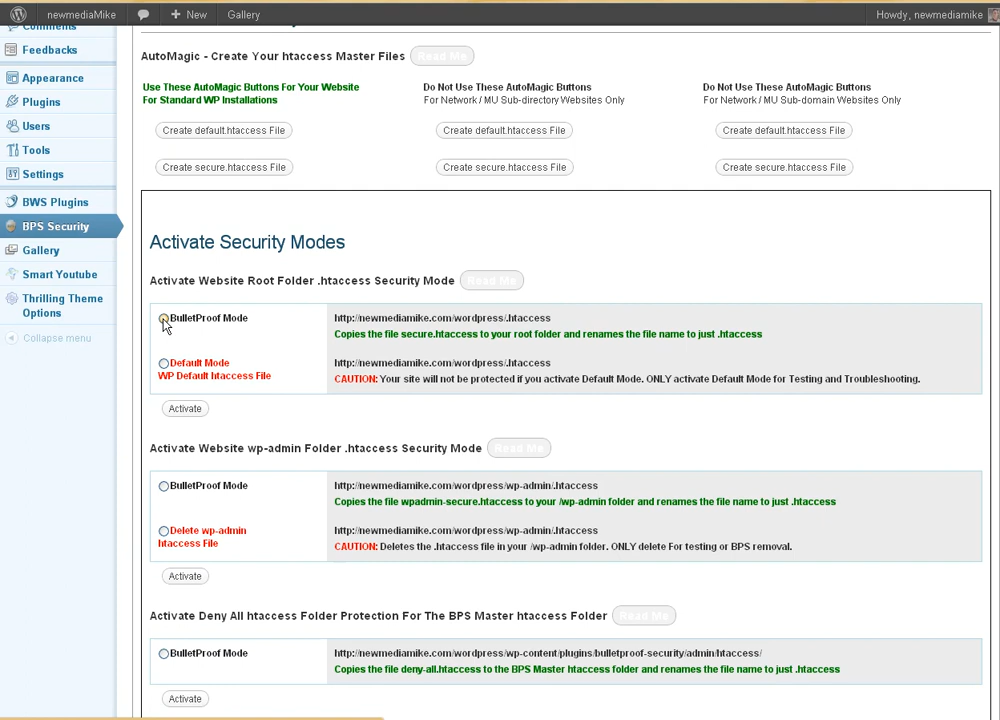 newmediaMike
New
Gallery
Howdy, newmediamike
Comments
Feedbacks
Appearance
Plugins
Users
Tools
Settings
BWS Plugins
BPS Security
Gallery
Smart Youtube
Thrilling Theme
Options
Collapse menu
AutoMagic - Create Your htaccess Master Files
Read Me
Use These AutoMagic Buttons For Your Website
For Standard WP Installations
Do Not Use These AutoMagic Buttons
For Network / MU Sub-directory Websites Only
Do Not Use These AutoMagic Buttons
For Network / MU Sub-domain Websites Only
Create default.htaccess File
Create default.htaccess File
Create default.htaccess File
Create secure.htaccess File
Create secure.htaccess File
Create secure.htaccess File
Activate Security Modes
Activate Website Root Folder .htaccess Security Mode
Read Me
BulletProof Mode
http://newmediamike.com/wordpress/.htaccess
Copies the file secure.htaccess to your root folder and renames the file name to just .htaccess
Default Mode
WP Default htaccess File
http://newmediamike.com/wordpress/.htaccess
CAUTION: Your site will not be protected if you activate Default Mode. ONLY activate Default Mode for Testing and Troubleshooting.
Activate
Activate Website wp-admin Folder .htaccess Security Mode
Read Me
BulletProof Mode
http://newmediamike.com/wordpress/wp-admin/.htaccess
Copies the file wpadmin-secure.htaccess to your /wp-admin folder and renames the file name to just .htaccess
Delete wp-admin
htaccess File
http://newmediamike.com/wordpress/wp-admin/.htaccess
CAUTION: Deletes the .htaccess file in your /wp-admin folder. ONLY delete For testing or BPS removal.
Activate
Activate Deny All htaccess Folder Protection For The BPS Master htaccess Folder
Read Me
BulletProof Mode
http://newmediamike.com/wordpress/wp-content/plugins/bulletproof-security/admin/htaccess/
Copies the file deny-all.htaccess to the BPS Master htaccess folder and renames the file name to just .htaccess
Activate